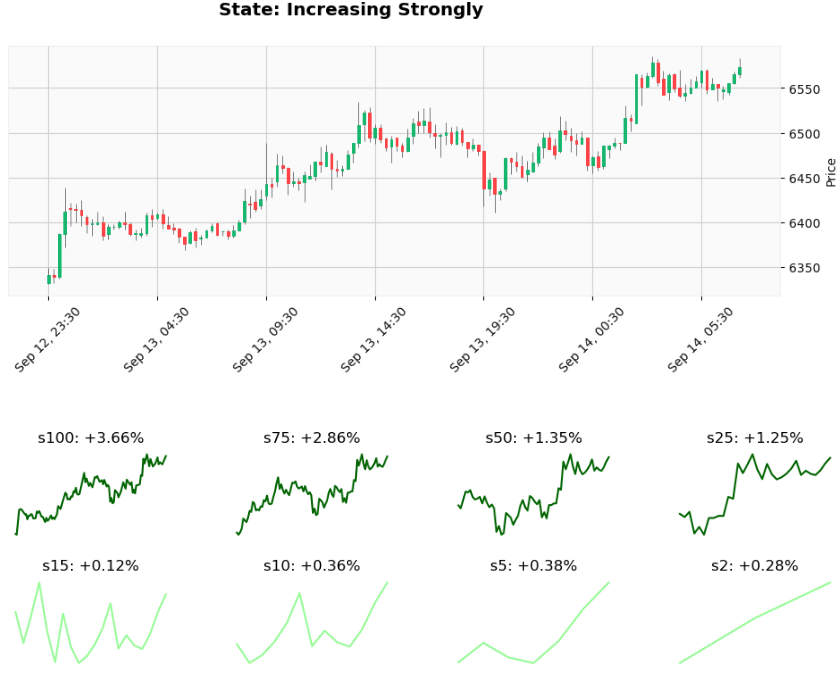 State: Increasing Strongly
6550
6500
6450
6400
6350
Price
Sep 12, 23:30
Sep 13, 04:30
Sep 13, 09:30
Sep 13, 14:30
Sep 13, 19:30
Sep 14, 00:30
Sep 14, 05:30
s100: +3.66%
s75: +2.86%
s50: +1.35%
s25: +1.25%
s15: +0.12%
s10: +0.36%
s5: +0.38%
s2: +0.28%